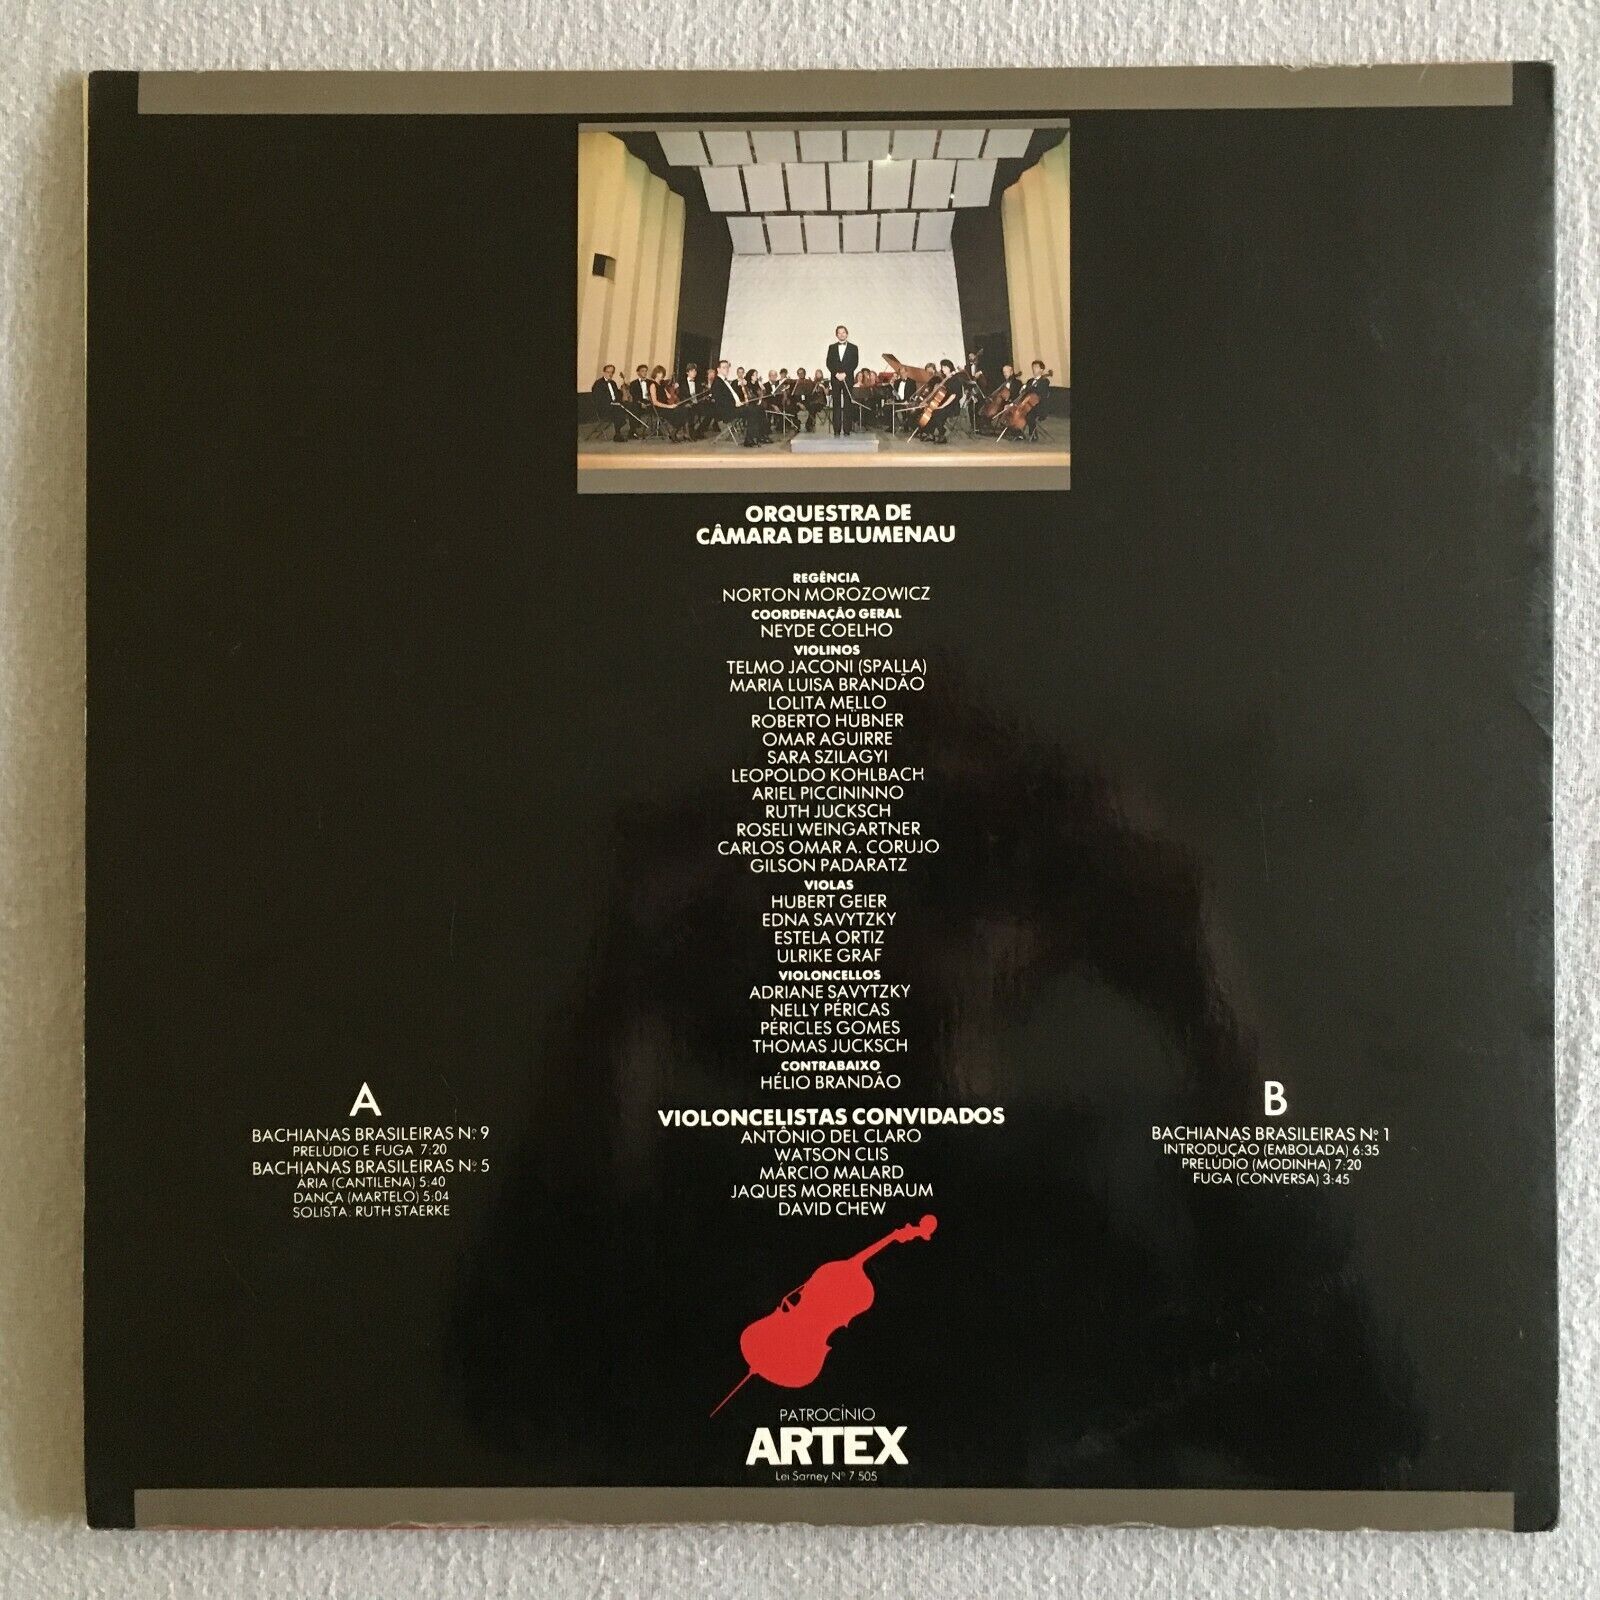 ORQUESTRA DE
CÂMARA DE BLUMENAU
REGÊNCIA
NORTON MOROZOWICZ
COORDENAÇÃO GERAL
NEYDE COELHO
VIOLINOS
TELMO JACONI (SPALLA)
MARIA LUISA BRANDÃO
LOLITA MELLO
ROBERTO HÜBNER
OMAR AGUIRRE
SARA SZILAGYI
LEOPOLDO KOHLBACH
ARIEL PICCININNO
RUTH JUCKSCH
ROSELI WEINGARTNER
CARLOS OMAR A. CORUJO
GILSON PADARATZ
VIOLAS
HUBERT GEIER
EDNA SAVYTZKY
ESTELA ORTIZ
ULRIKE GRAF
VIOLONCELLOS
ADRIANE SAVYTZKY
NELLY PÉRICAS
PÉRICLES GOMES
THOMAS JUCKSCH
CONTRABAIXO
HÉLIO BRANDÃO
VIOLONCELISTAS CONVIDADOS
ANTÔNIO DEL CLARO
WATSON CLIS
MÁRCIO MALARD
JAQUES MORELENBAUM
DAVID CHEW
A
BACHIANAS BRASILEIRAS Nº 9
PRELÚDIO E FUGA 7:20
BACHIANAS BRASILEIRAS Nº 5
ÁRIA (CANTILENA) 5:40
DANÇA (MARTELO) 5:04
SOLISTA: RUTH STAERKE
B
BACHIANAS BRASILEIRAS Nº 1
INTRODUÇÃO (EMBOLADA) 6:35
PRELÚDIO (MODINHA) 7:20
FUGA (CONVERSA) 3:45
PATROCÍNIO
ARTEX
Lei Sarney Nº 7.505